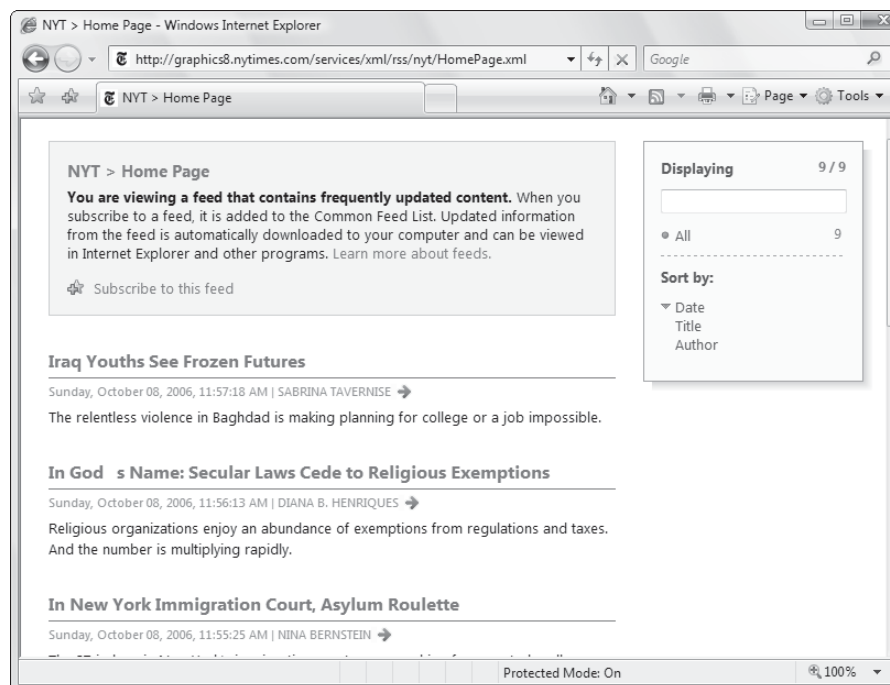 NYT > Home Page - Windows Internet Explorer
http://graphics8.nytimes.com/services/xml/rss/nyt/HomePage.xml
Google
NYT > Home Page
Page
Tools
NYT > Home Page
You are viewing a feed that contains frequently updated content. When you
subscribe to a feed, it is added to the Common Feed List. Updated information
from the feed is automatically downloaded to your computer and can be viewed
in Internet Explorer and other programs. Learn more about feeds.
Subscribe to this feed
Displaying 9 / 9
All 9
Sort by:
Date
Title
Author
Iraq Youths See Frozen Futures
Sunday, October 08, 2006, 11:57:18 AM | SABRINA TAVERNISE
The relentless violence in Baghdad is making planning for college or a job impossible.
In God s Name: Secular Laws Cede to Religious Exemptions
Sunday, October 08, 2006, 11:56:13 AM | DIANA B. HENRIQUES
Religious organizations enjoy an abundance of exemptions from regulations and taxes.
And the number is multiplying rapidly.
In New York Immigration Court, Asylum Roulette
Sunday, October 08, 2006, 11:55:25 AM | NINA BERNSTEIN
Protected Mode: On
100%